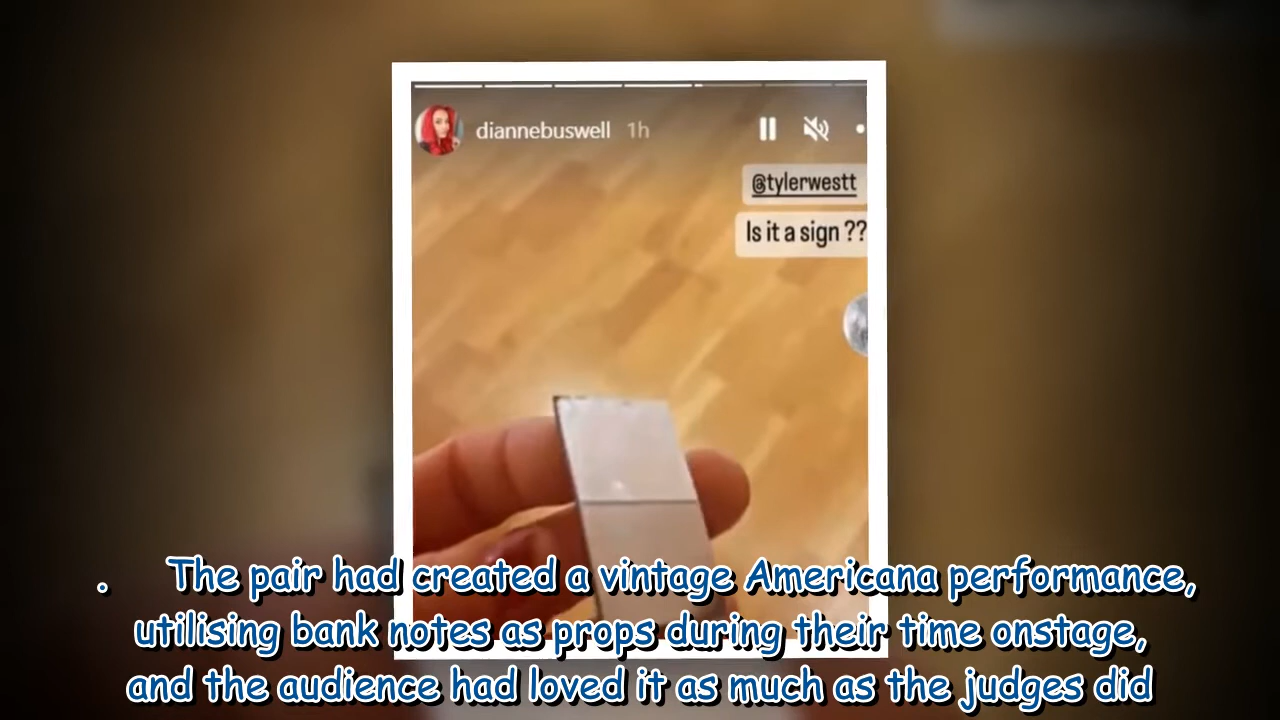 diannebuswell 1h
@tylerwestt
Is it a sign ??
. The pair had created a vintage Americana performance,
utilising bank notes as props during their time onstage,
and the audience had loved it as much as the judges did